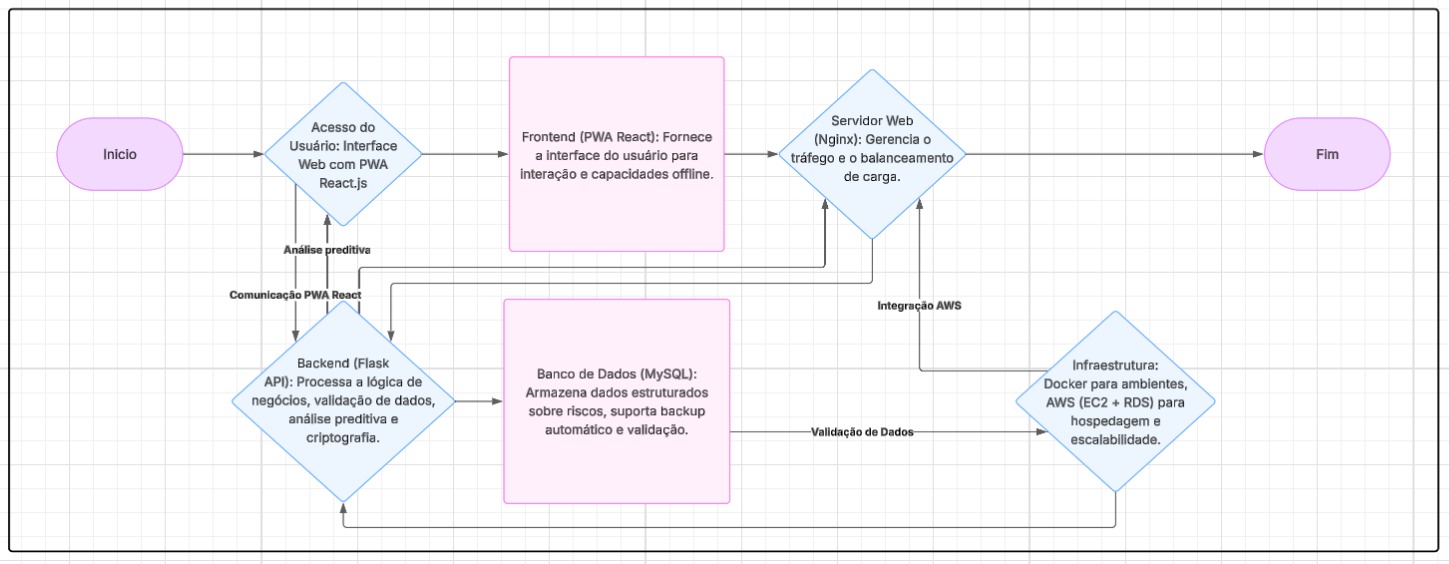 Inicio
Acesso do
Usuário: Interface
Web com PWA
React.js
Frontend (PWA React): Fornece
a interface do usuário para
interação e capacidades offline.
Servidor Web
(Nginx): Gerencia o
tráfego e o balanceamento
de carga.
Fim
Análise preditiva
Comunicação PWA React
Integração AWS
Backend (Flask
API): Processa a lógica de
negócios, validação de dados,
análise preditiva e
criptografia.
Banco de Dados (MySQL):
Armazena dados estruturados
sobre riscos, suporta backup
automático e validação.
Validação de Dados
Infraestrutura:
Docker para ambientes,
AWS (EC2 + RDS) para
hospedagem e
escalabilidade.